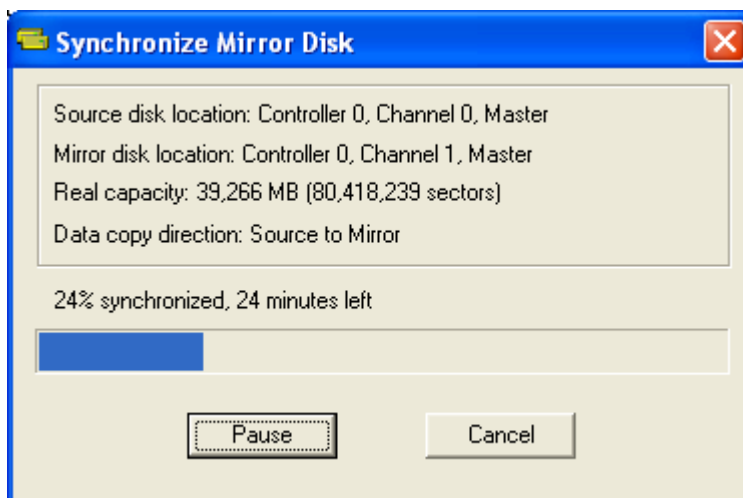 Synchronize Mirror Disk
Source disk location: Controller 0, Channel 0, Master
Mirror disk location: Controller 0, Channel 1, Master
Real capacity: 39,266 MB (80,418,239 sectors)
Data copy direction: Source to Mirror
24% synchronized, 24 minutes left
Pause
Cancel